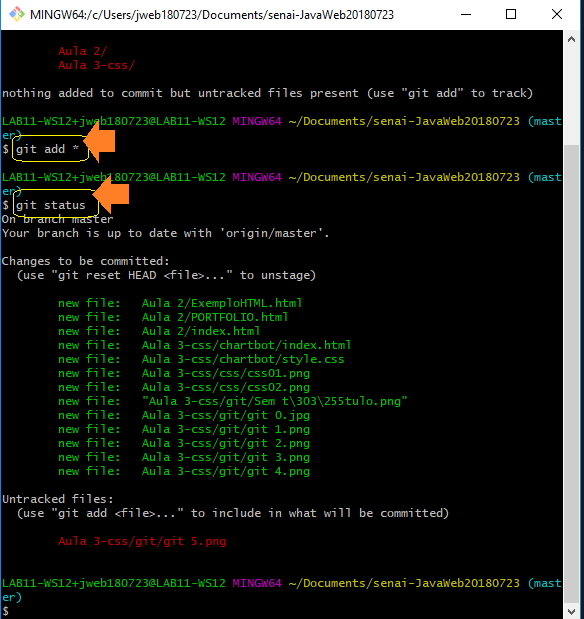 MINGW64:/c/Users/jweb180723/Documents/senai-JavaWeb20180723
Aula 2/
Aula 3-css/
nothing added to commit but untracked files present (use "git add" to track)
LAB11-WS12+jweb180723@LAB11-WS12 MINGW64 ~/Documents/senai-JavaWeb20180723 (mast
er)
$ git add *
LAB11-WS12+jweb180723@LAB11-WS12 MINGW64 ~/Documents/senai-JavaWeb20180723 (mast
er)
$ git status
On branch master
Your branch is up to date with 'origin/master'.
Changes to be committed:
(use "git reset HEAD <file>..." to unstage)
new file:   Aula 2/ExemploHTML.html
new file:   Aula 2/PORTFOLIO.html
new file:   Aula 2/index.html
new file:   Aula 3-css/chartbot/index.html
new file:   Aula 3-css/chartbot/style.css
new file:   Aula 3-css/css/css01.png
new file:   Aula 3-css/css/css02.png
new file:   "Aula 3-css/git/Sem t\303\255tulo.png"
new file:   Aula 3-css/git/git 0.jpg
new file:   Aula 3-css/git/git 1.png
new file:   Aula 3-css/git/git 2.png
new file:   Aula 3-css/git/git 3.png
new file:   Aula 3-css/git/git 4.png
Untracked files:
(use "git add <file>..." to include in what will be committed)
Aula 3-css/git/git 5.png
LAB11-WS12+jweb180723@LAB11-WS12 MINGW64 ~/Documents/senai-JavaWeb20180723 (mast
er)
$